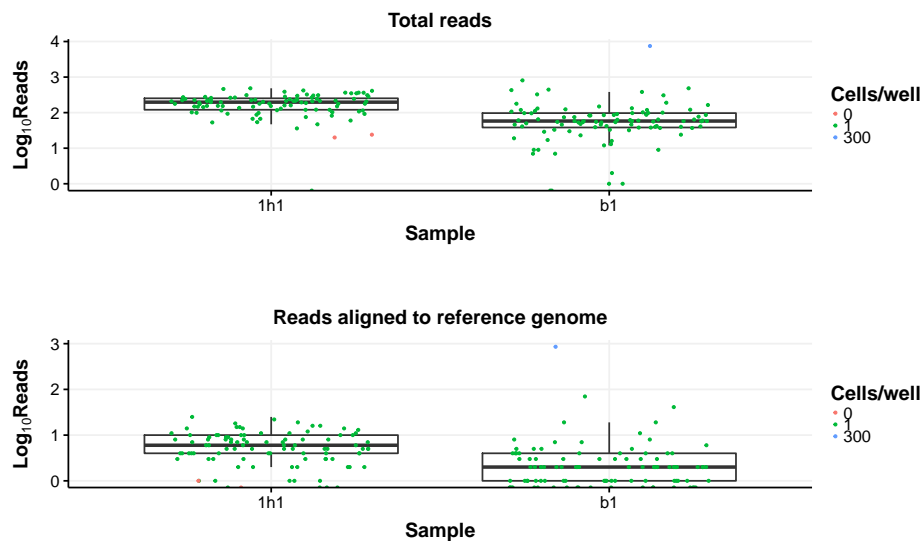 Total reads
4
3
2
1
0
Log10Reads
1h1
b1
Sample
Cells/well
0
1
300
Reads aligned to reference genome
3
2
1
0
Log10Reads
1h1
b1
Sample
Cells/well
0
1
300